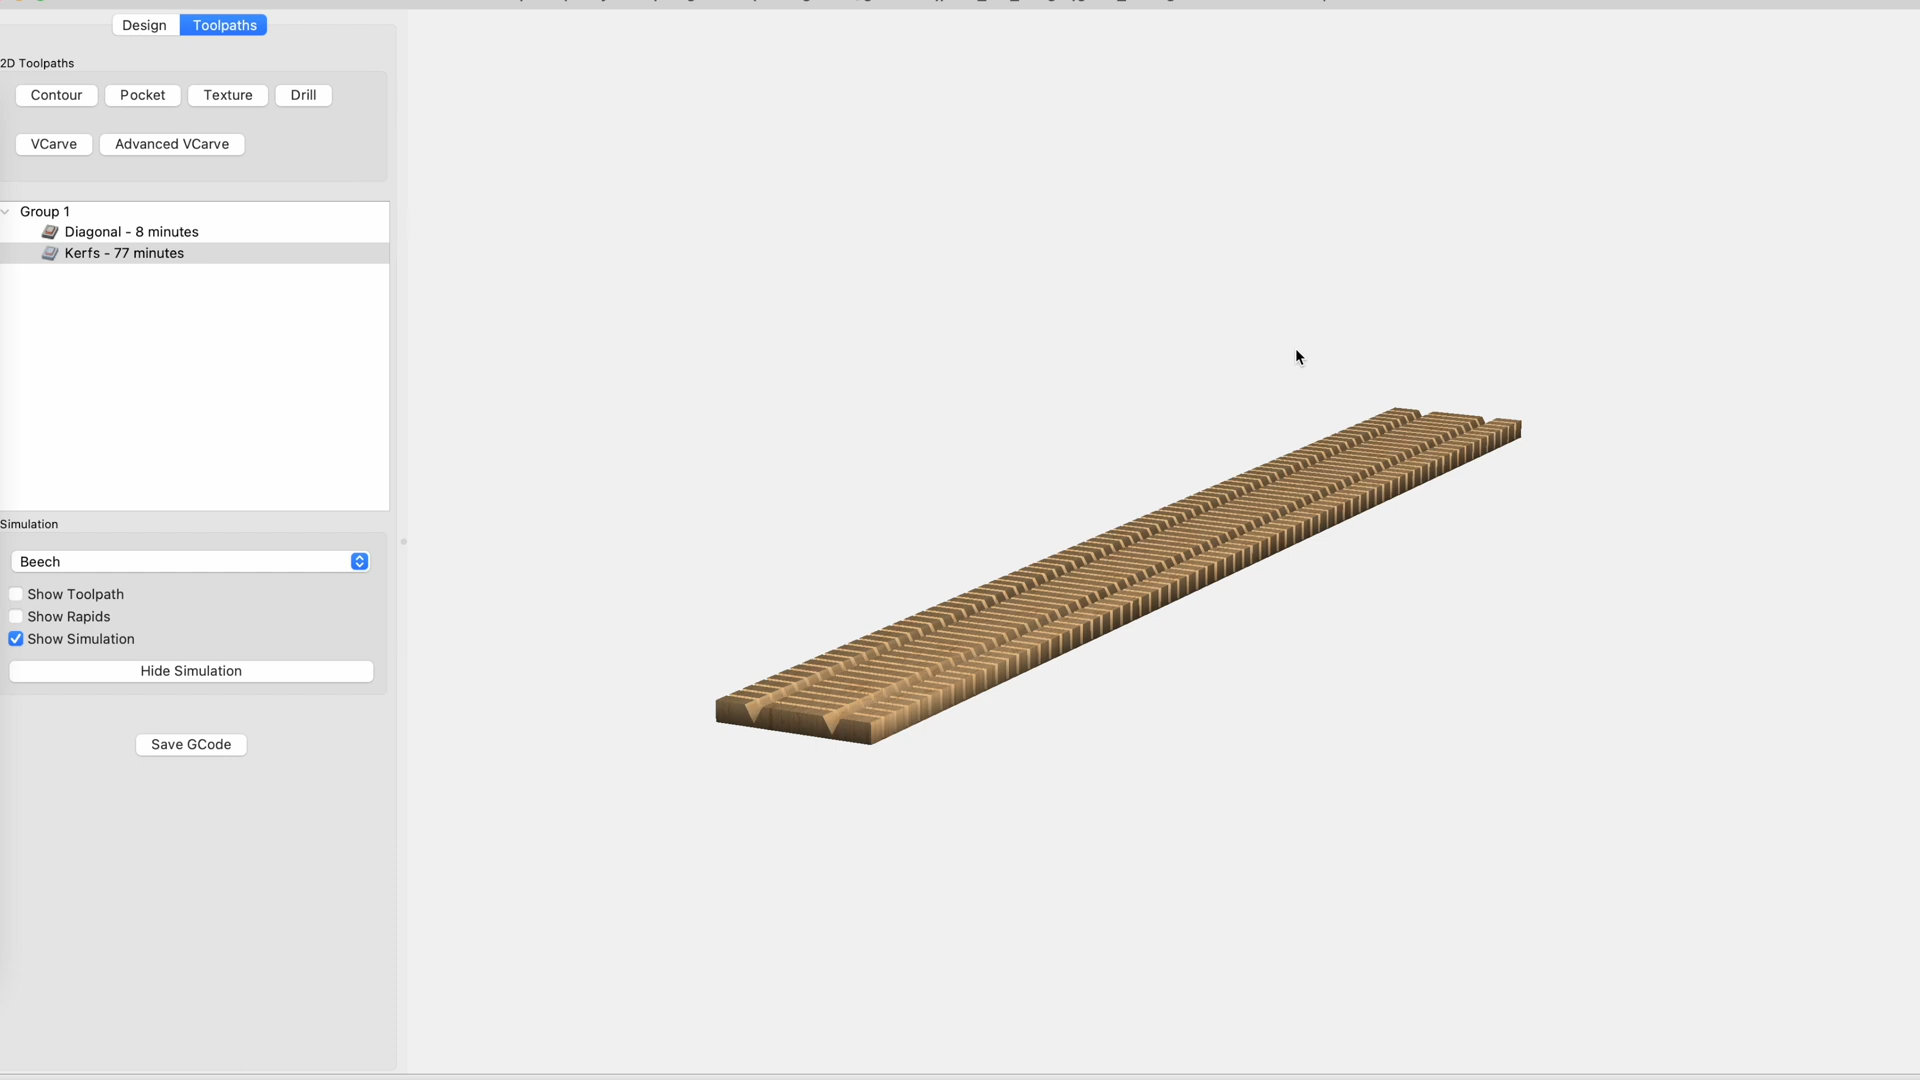 Design Toolpaths
2D Toolpaths
Contour Pocket Texture Drill
VCarve Advanced VCarve
Group 1
Diagonal - 8 minutes
Kerfs - 77 minutes
Simulation
Beech
Show Toolpath
Show Rapids
Show Simulation
Hide Simulation
Save GCode